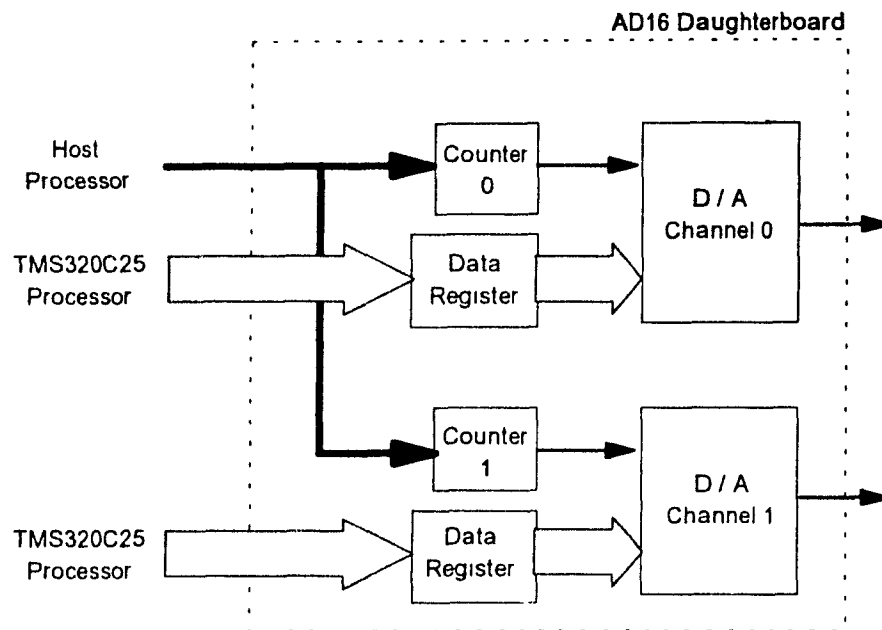 AD16 Daughterboard
Host
Processor
Counter
0
D / A
Channel 0
TMS320C25
Processor
Data
Register
Counter
1
D / A
Channel 1
TMS320C25
Processor
Data
Register